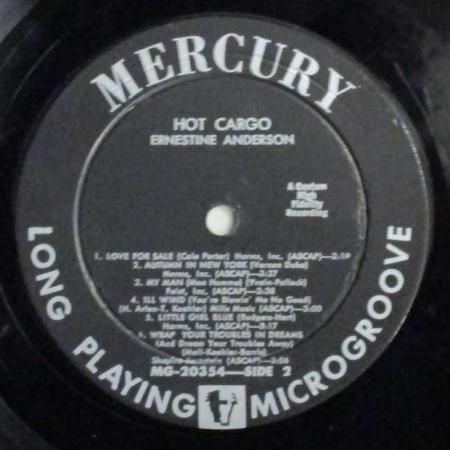 MERCURY
HOT CARGO
ERNESTINE ANDERSON
A Custom
High
Fidelity
Recording
1. LOVE FOR SALE (Cole Porter) Harms, Inc. (ASCAP)—2:19
2. AUTUMN IN NEW YORK (Vernon Duke)
Harms, Inc. (ASCAP)—3:27
3. MY MAN (Mon Homme) (Yvain-Pollock)
Feist, Inc. (ASCAP)—2:38
4. ILL WIND (You're Blowin' Me No Good)
(H. Arlen-T. Koehler) Mills Music (ASCAP)—3:00
5. LITTLE GIRL BLUE (Rodgers-Hart)
Harms, Inc. (ASCAP)—3:17
6. WRAP YOUR TROUBLES IN DREAMS
(And Dream Your Troubles Away)
(Moll-Koehler-Barris)
Shapiro-Bernstein (ASCAP)—3:06
MG-20354—SIDE 2
LONG PLAYING MICROGROOVE